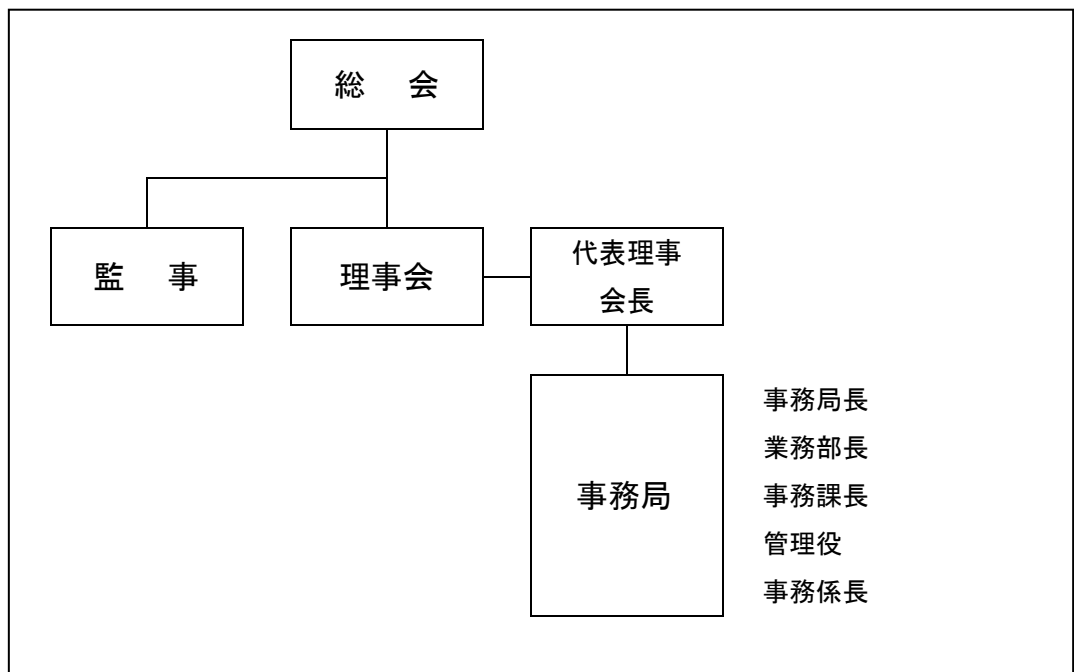 総　会
監　事
理事会
代表理事
会長
事務局
事務局長
業務部長
事務課長
管理役
事務係長